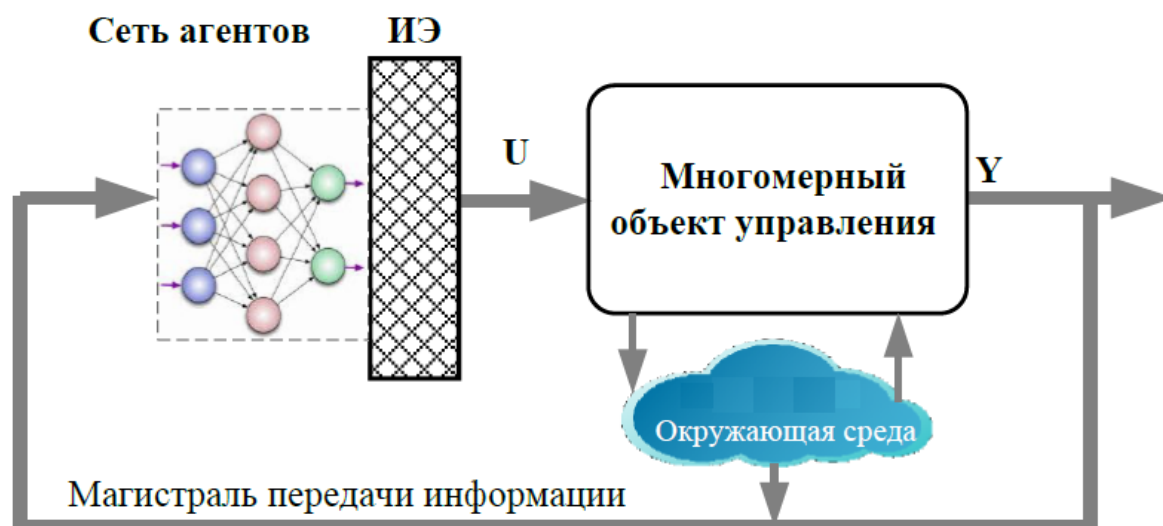 Сеть агентов
ИЭ
U
Многомерный
объект управления
Y
Окружающая среда
Магистраль передачи информации